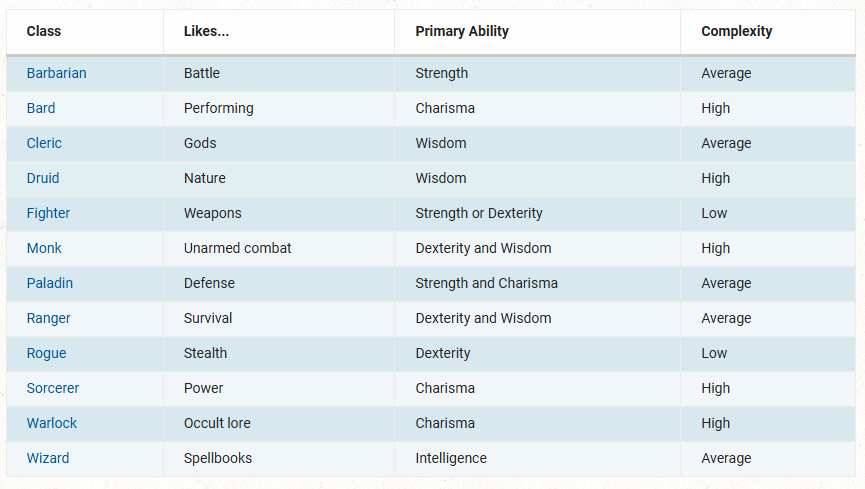 Class Likes... Primary Ability Complexity
Barbarian Battle Strength Average
Bard Performing Charisma High
Cleric Gods Wisdom Average
Druid Nature Wisdom High
Fighter Weapons Strength or Dexterity Low
Monk Unarmed combat Dexterity and Wisdom High
Paladin Defense Strength and Charisma Average
Ranger Survival Dexterity and Wisdom Average
Rogue Stealth Dexterity Low
Sorcerer Power Charisma High
Warlock Occult lore Charisma High
Wizard Spellbooks Intelligence Average